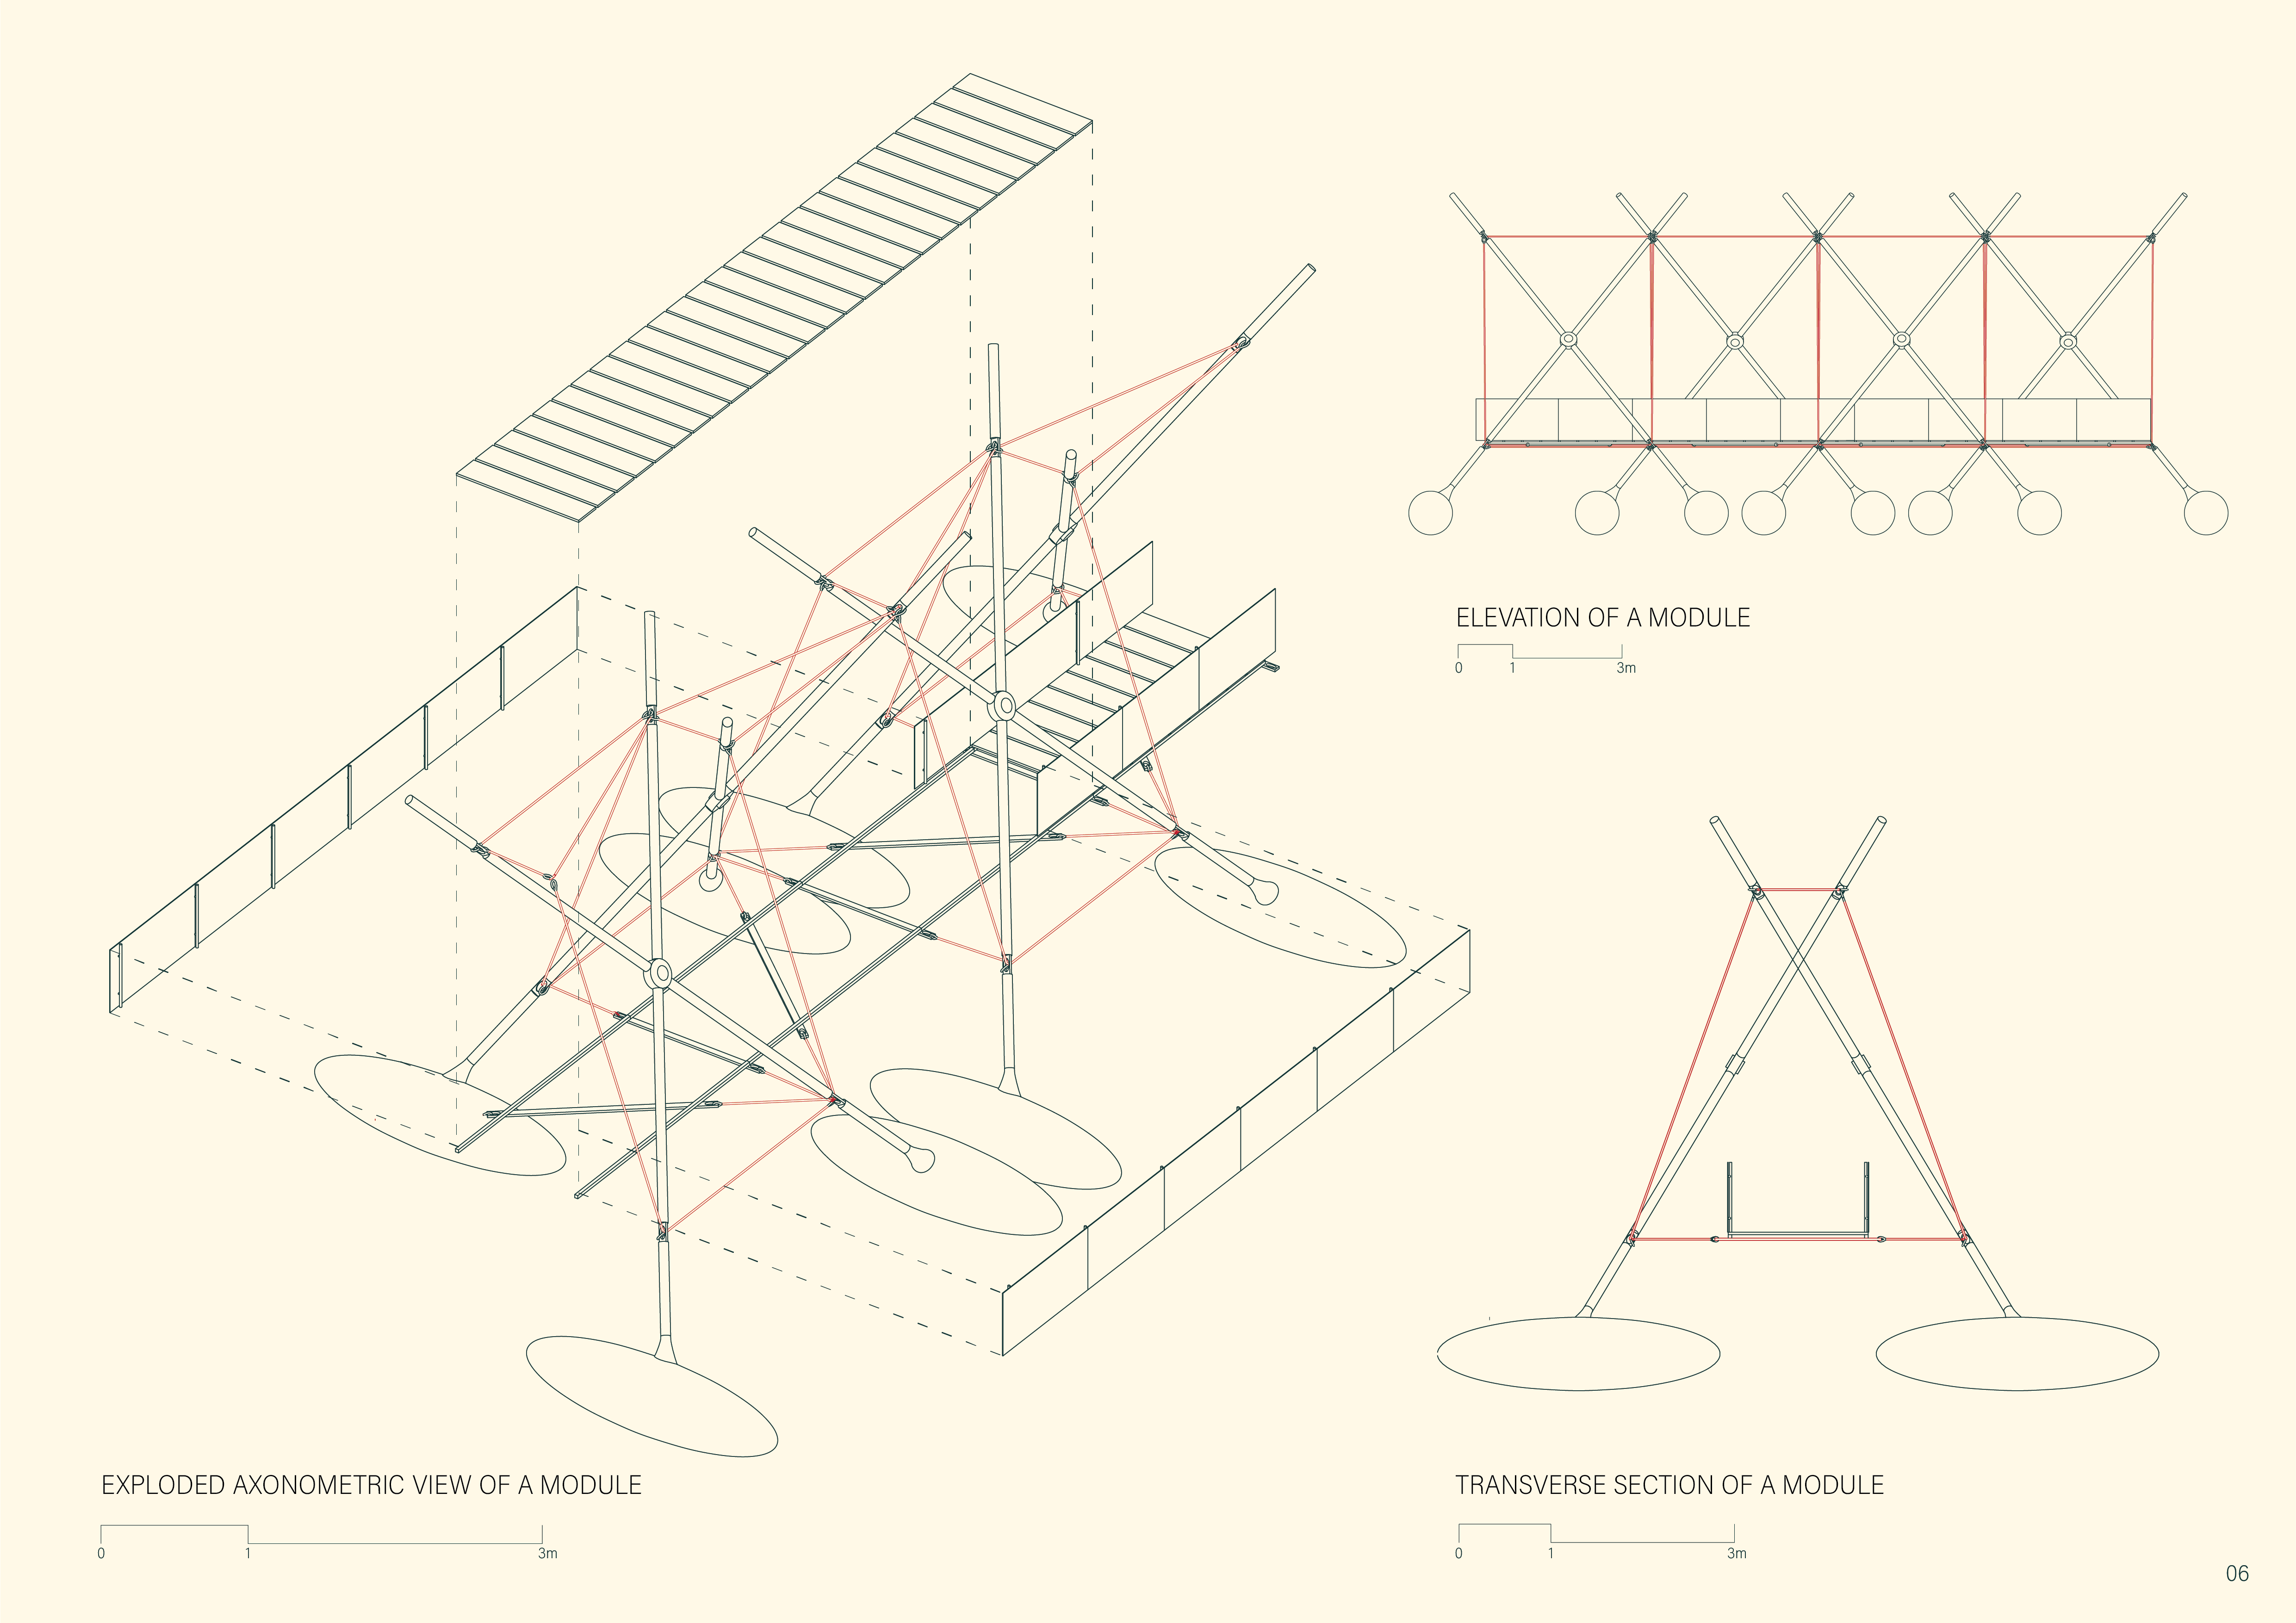 ELEVATION OF A MODULE
0 1 3m
EXPLODED AXONOMETRIC VIEW OF A MODULE
0 1 3m
TRANSVERSE SECTION OF A MODULE
0 1 3m
06